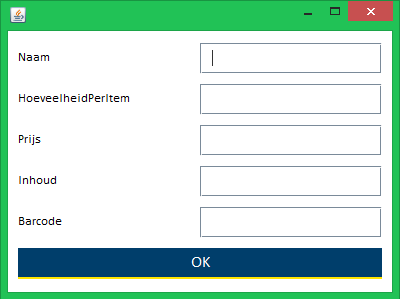 Naam
HoeveelheidPerItem
Prijs
Inhoud
Barcode
OK